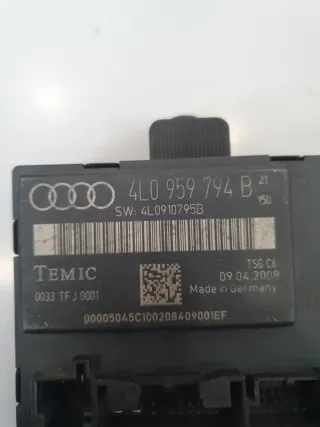 4L0 959 794 B 21
150
SW: 4L0910795B
TEMIC
TSG C6
09.04.2008
0033 TFJ 0001
Made in Germany
00005045C100208409001EF